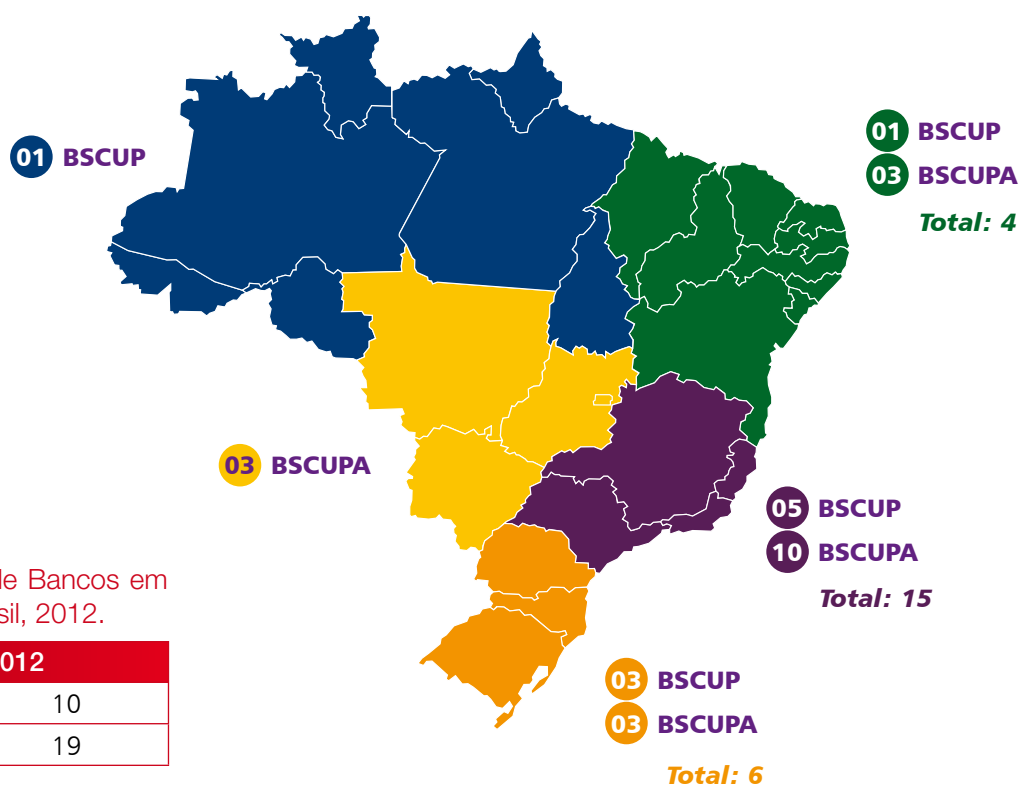 01 BSCUP
01 BSCUP
03 BSCUPA
Total: 4
03 BSCUPA
05 BSCUP
10 BSCUPA
Total: 15
de Bancos em
sil, 2012.
012
10
19
03 BSCUP
03 BSCUPA
Total: 6